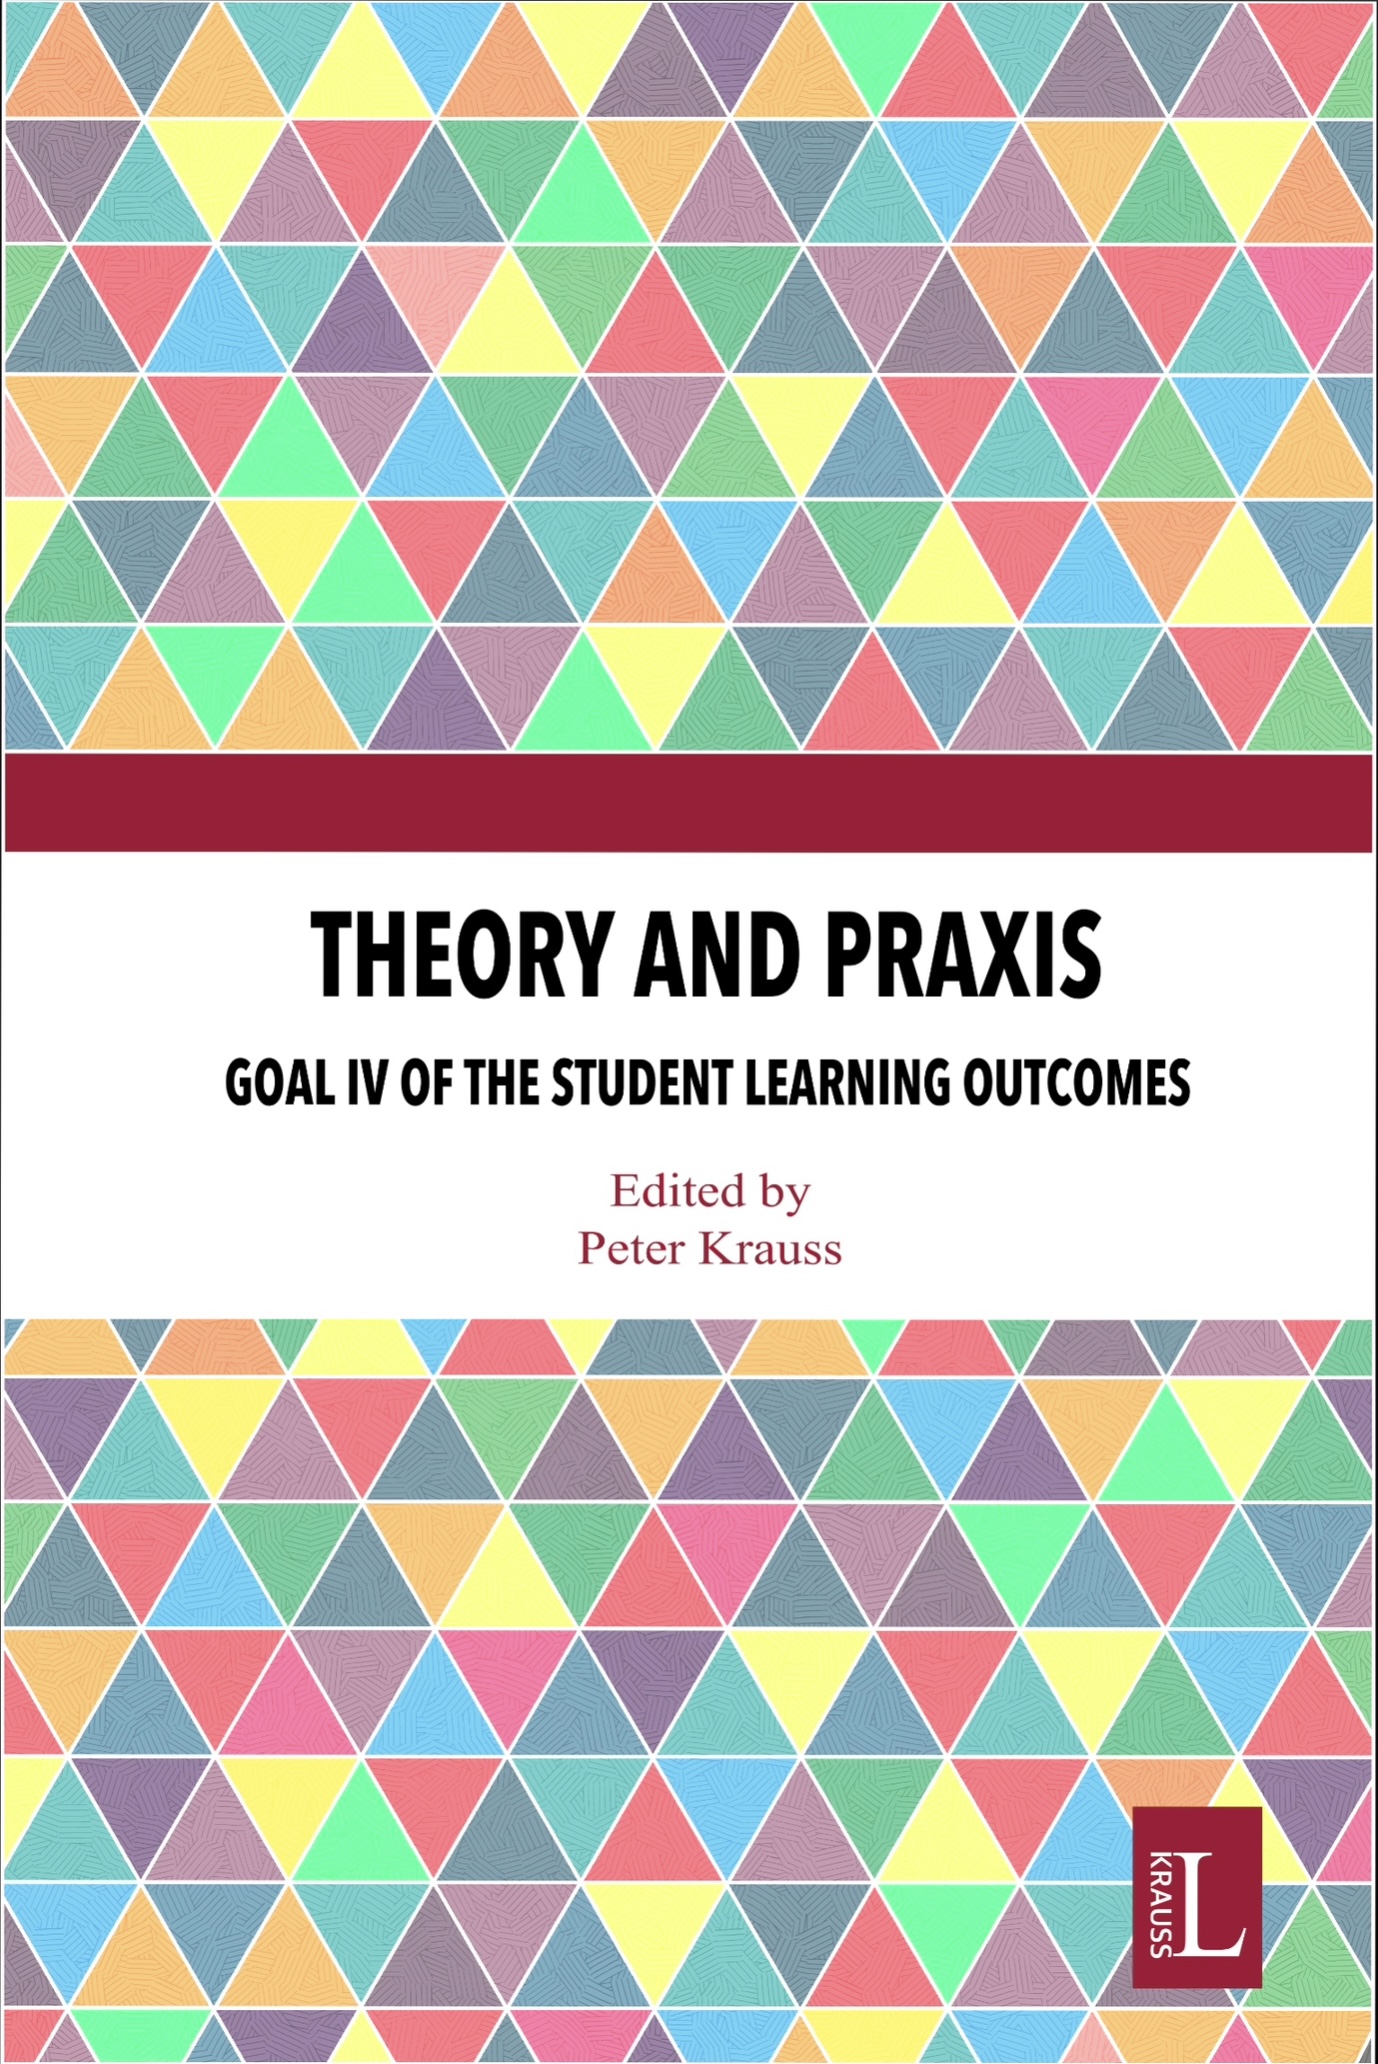 THEORY AND PRAXIS
GOAL IV OF THE STUDENT LEARNING OUTCOMES
Edited by
Peter Krauss
KRAUSS
L